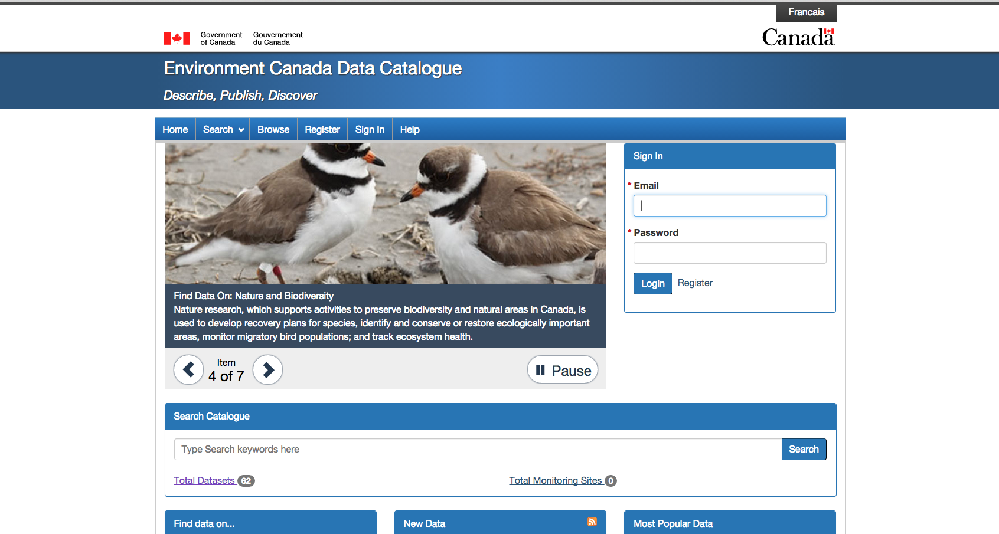 Francais
Government of Canada
Gouvernement du Canada
Canada
Environment Canada Data Catalogue
Describe, Publish, Discover
Home Search Browse Register Sign In Help
Sign In
* Email
* Password
Login Register
Find Data On: Nature and Biodiversity
Nature research, which supports activities to preserve biodiversity and natural areas in Canada, is
used to develop recovery plans for species, identify and conserve or restore ecologically important
areas, monitor migratory bird populations; and track ecosystem health.
Item
4 of 7
Pause
Search Catalogue
Type Search keywords here
Search
Total Datasets 62
Total Monitoring Sites 0
Find data on...
New Data
Most Popular Data